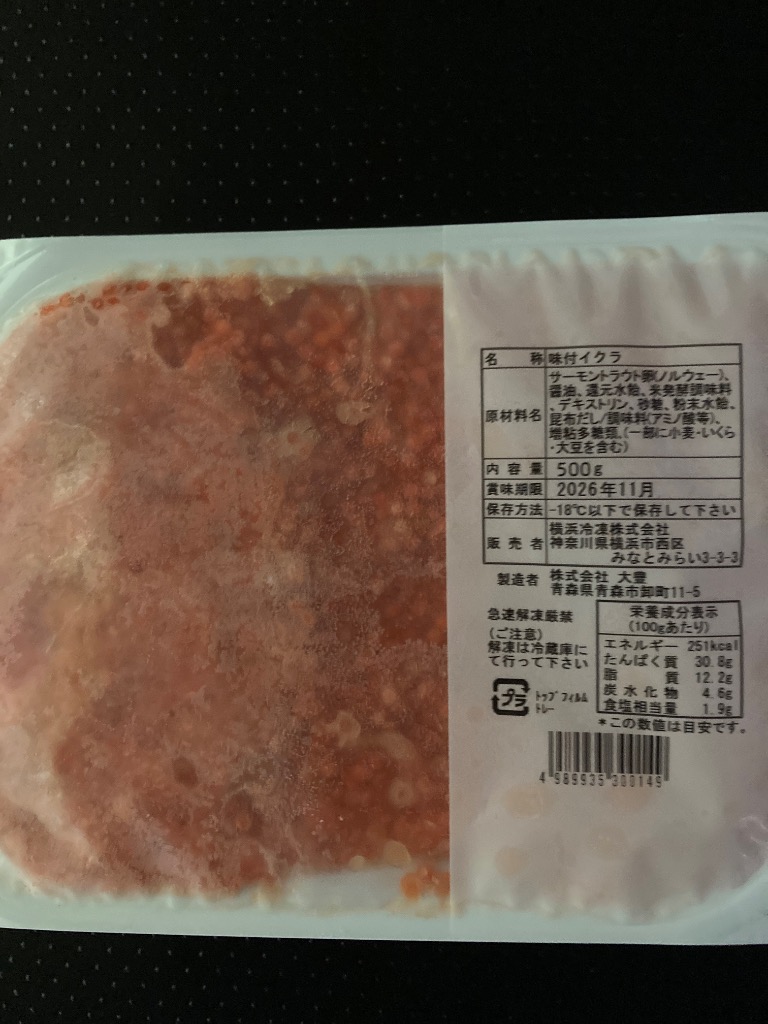 名称 味付イクラ
原材料名 サーモントラウト卵(ノルウェー)、
醤油、還元水飴、米発酵調味料
、デキストリン、砂糖、粉末水飴、
昆布だし/調味料(アミノ酸等)、
増粘多糖類、(一部に小麦・いくら
・大豆を含む)
内容量 500g
賞味期限 2026年11月
保存方法 -18℃以下で保存して下さい
販売者 横浜冷凍株式会社
神奈川県横浜市西区
みなとみらい3-3-3
製造者 株式会社 大豊
青森県青森市卸町11-5
急速解凍厳禁
(ご注意)
解凍は冷蔵庫に
て行って下さい
プラ
トップフィルム
トレー
栄養成分表示
(100gあたり)
エネルギー 251kcal
たんぱく質 30.8g
脂質 12.2g
炭水化物 4.6g
食塩相当量 1.9g
*この数値は目安です。
4 989935 300149